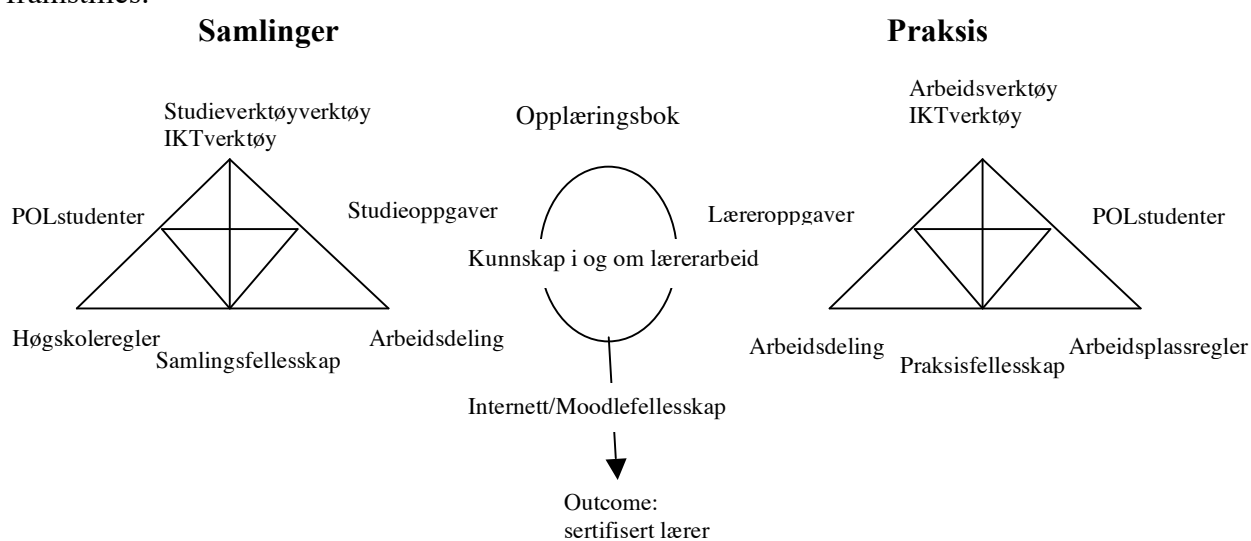 Samlinger
Praksis
Studieverktøyverktøy
IKTverktøy
Opplæringsbok
Arbeidsverktøy
IKTverktøy
POLstudenter
Studieoppgaver
Læreroppgaver
POLstudenter
Kunnskap i og om lærerarbeid
Høgskoleregler
Samlingsfellesskap
Arbeidsdeling
Arbeidsdeling
Praksisfellesskap
Arbeidsplassregler
Internett/Moodlefellesskap
Outcome:
sertifisert lærer